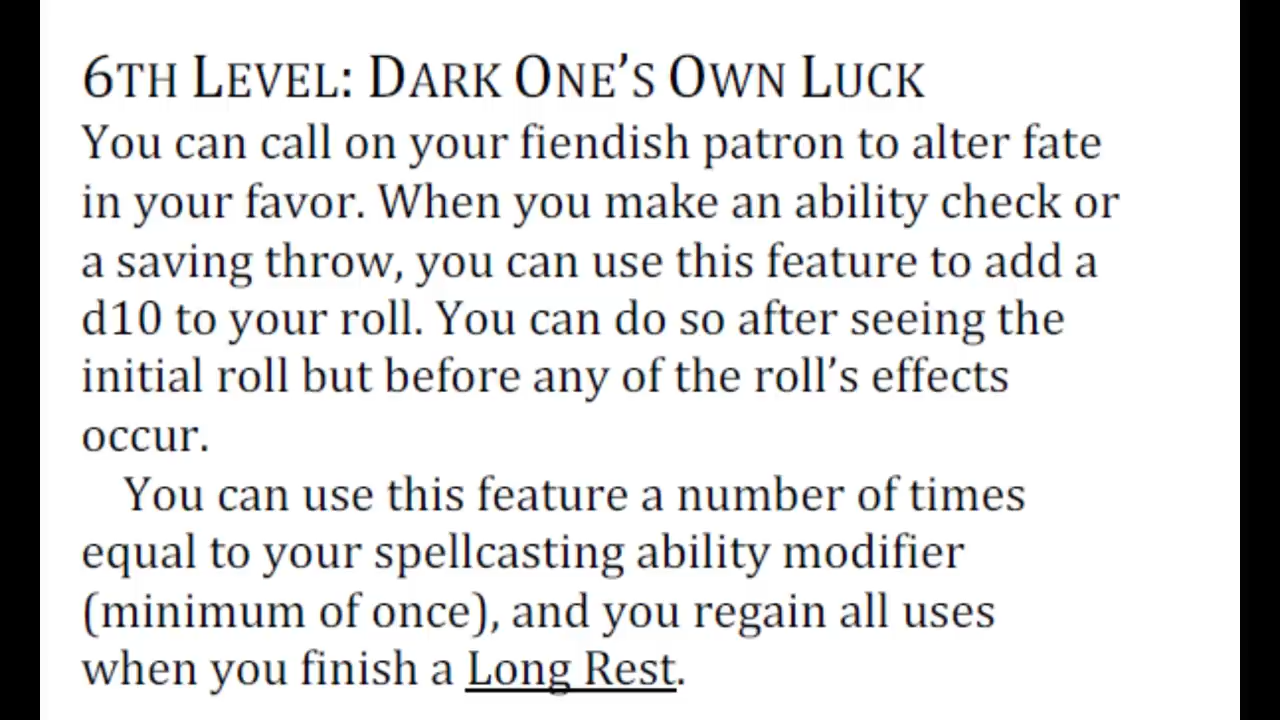 6TH LEVEL: DARK ONE’S OWN LUCK
You can call on your fiendish patron to alter fate
in your favor. When you make an ability check or
a saving throw, you can use this feature to add a
d10 to your roll. You can do so after seeing the
initial roll but before any of the roll’s effects
occur.
You can use this feature a number of times
equal to your spellcasting ability modifier
(minimum of once), and you regain all uses
when you finish a Long Rest.